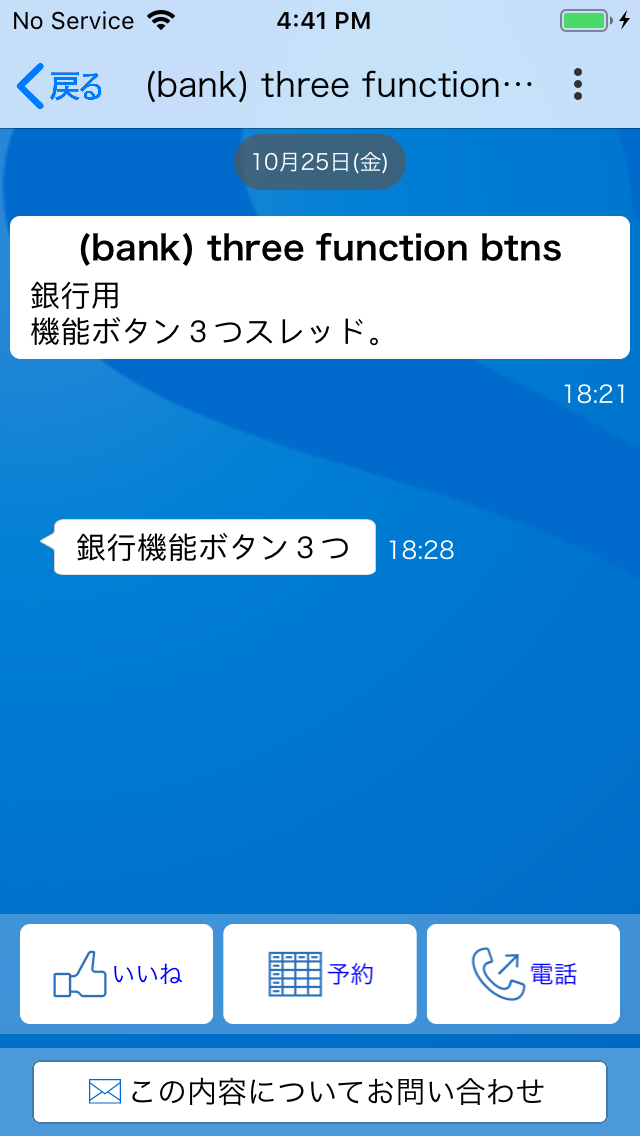 No Service 4:41 PM
戻る (bank) three function…
10月25日(金)
(bank) three function btns
銀行用
機能ボタン３つスレッド。
18:21
銀行機能ボタン３つ 18:28
いいね 予約 電話
この内容についてお問い合わせ